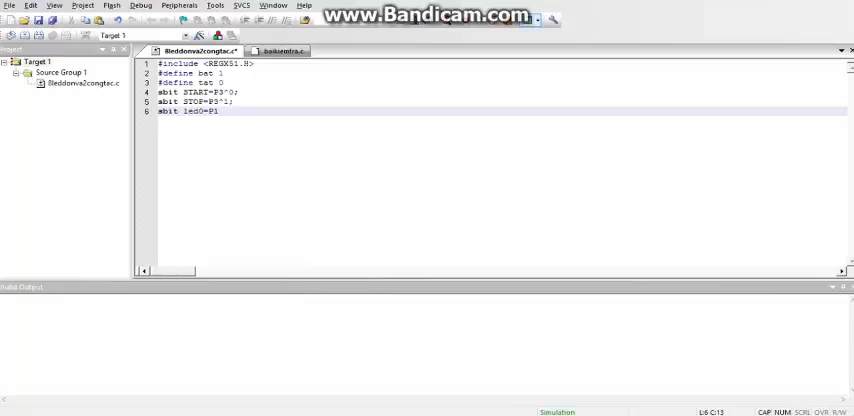 File Edit View Project Flash Debug Peripherals Tools SVCS Window Help
www.Bandicam.com
Target 1
Project
8leddonva2congtac.c* baikiemtra.c
Target 1
Source Group 1
8leddonva2congtac.c
1 #include <REGX51.H>
2 #define bat 1
3 #define tat 0
4 sbit START=P3^0;
5 sbit STOP=P3^1;
6 sbit led0=P1
Build Output
Simulation L:6 C:13 CAP NUM SCRL OVR R/W